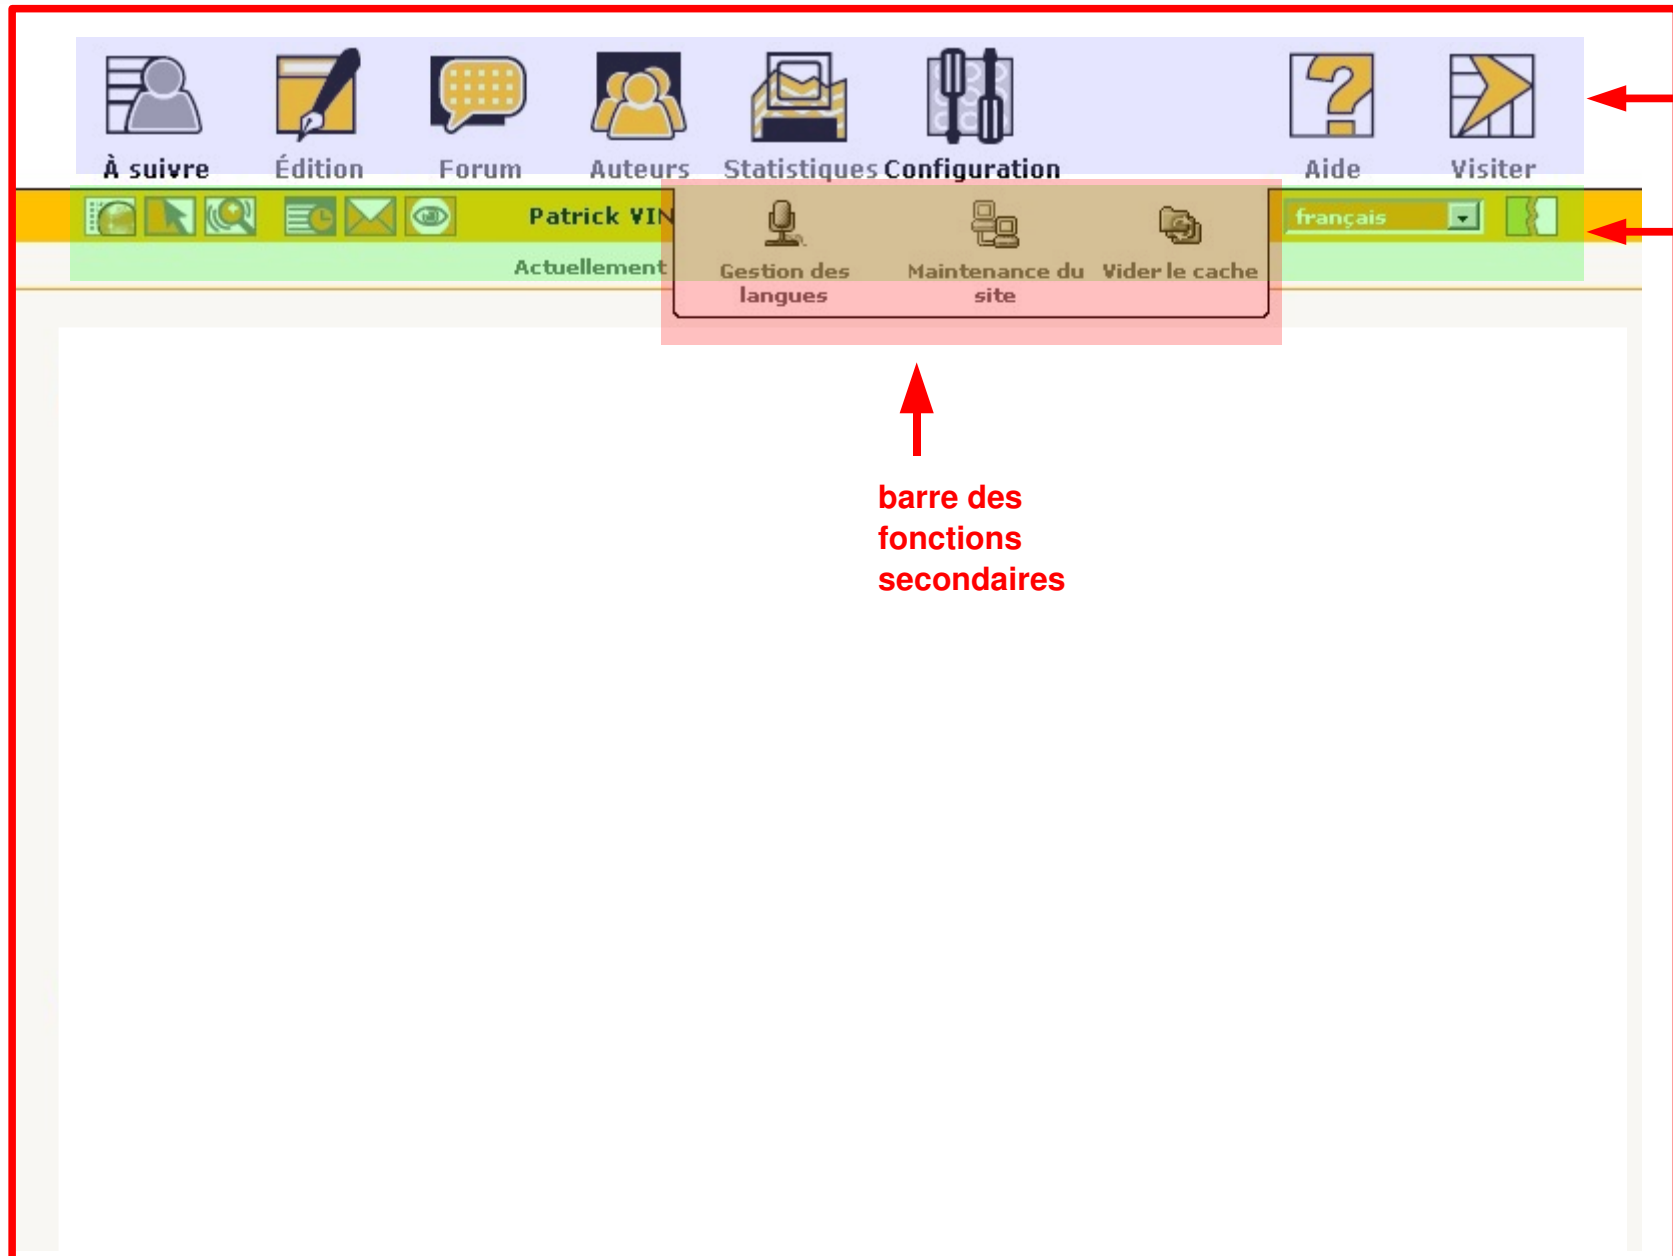 À suivre Édition Forum Auteurs Statistiques Configuration Aide Visiter
Patrick VIN français
Actuellement
Gestion des langues
Maintenance du site
Vider le cache
barre des
fonctions
secondaires